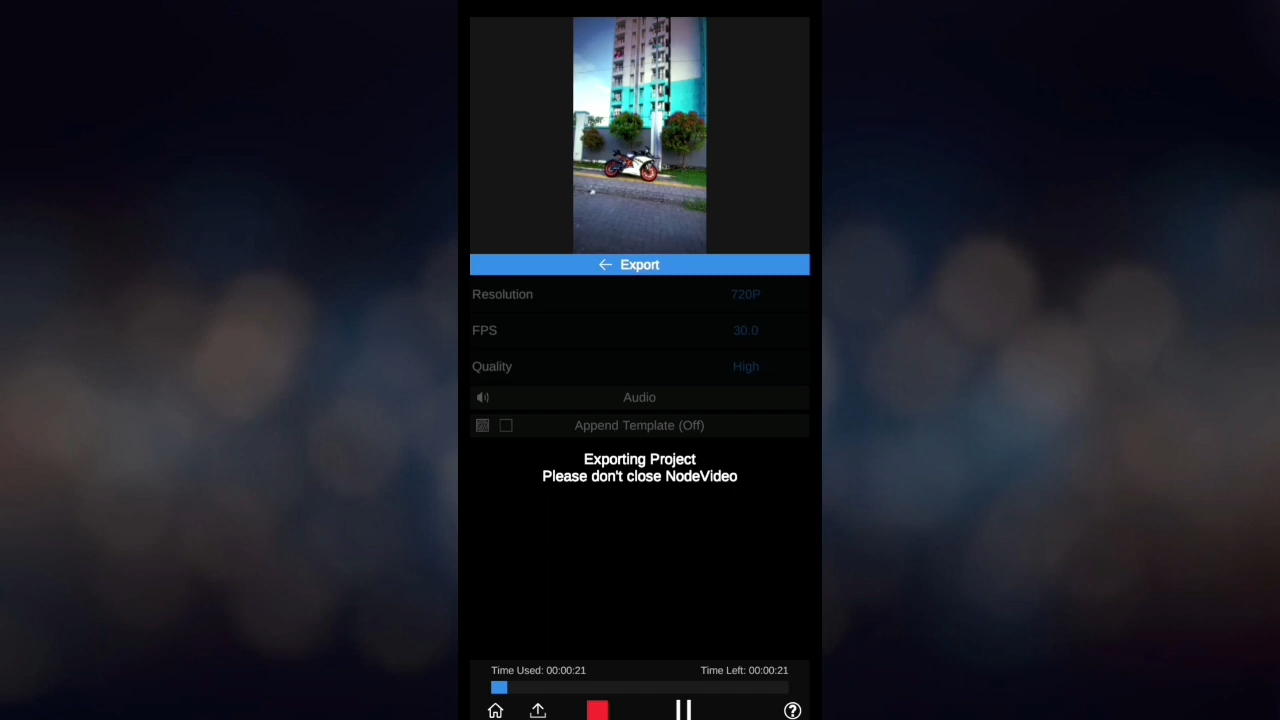 Export
Resolution 720P
FPS 30.0
Quality High
Audio
Append Template (Off)
Exporting Project
Please don't close NodeVideo
Time Used: 00:00:21 Time Left: 00:00:21